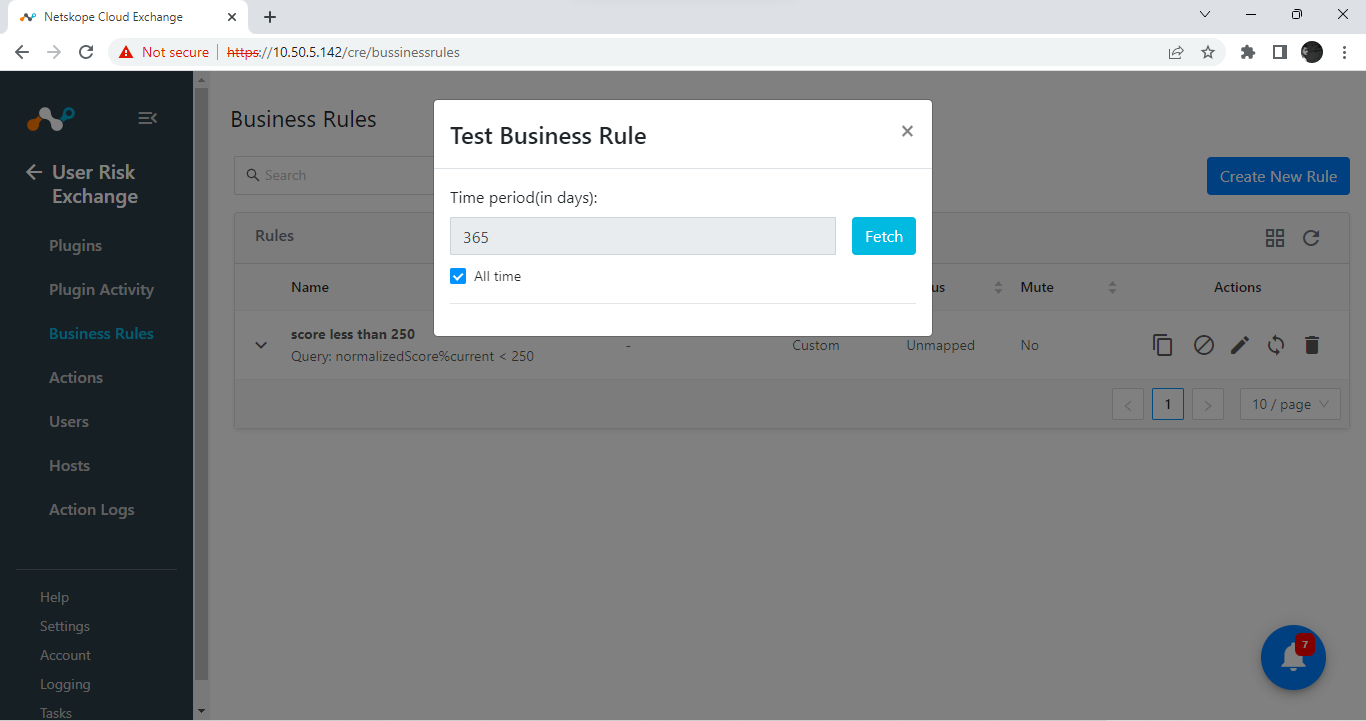 Netskope Cloud Exchange
Not secure
https://10.50.5.142/cre/bussinessrules
User Risk
Exchange
Plugins
Plugin Activity
Business Rules
Actions
Users
Hosts
Action Logs
Help
Settings
Account
Logging
Tasks
Business Rules
Search
Create New Rule
Test Business Rule
×
Time period(in days):
365
Fetch
All time
Rules
Name
us
Mute
Actions
score less than 250
Query: normalizedScore%current < 250
-
Custom
Unmapped
No
< 1 >
10 / page
7